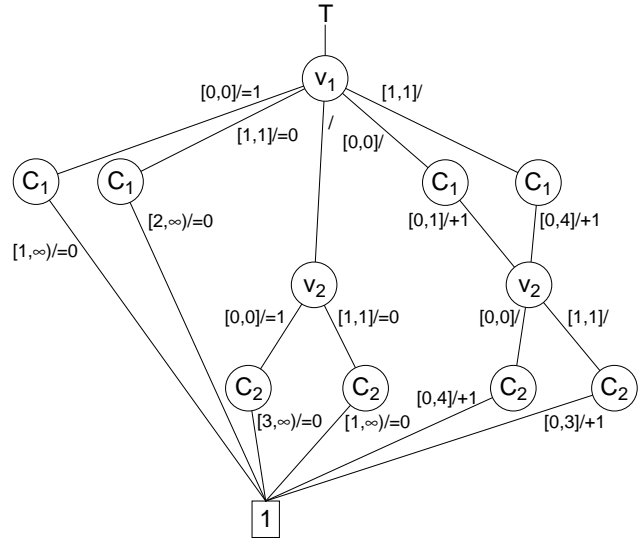 T
v₁
[0,0]/=1
[1,1]/=0
/
[0,0]/
[1,1]/
C₁
C₁
C₁
C₁
[1,∞)/=0
[2,∞)/=0
[0,1]/+1
[0,4]/+1
v₂
v₂
[0,0]/=1
[1,1]/=0
[0,0]/
[1,1]/
C₂
C₂
C₂
C₂
[3,∞)/=0
[1,∞)/=0
[0,4]/+1
[0,3]/+1
1